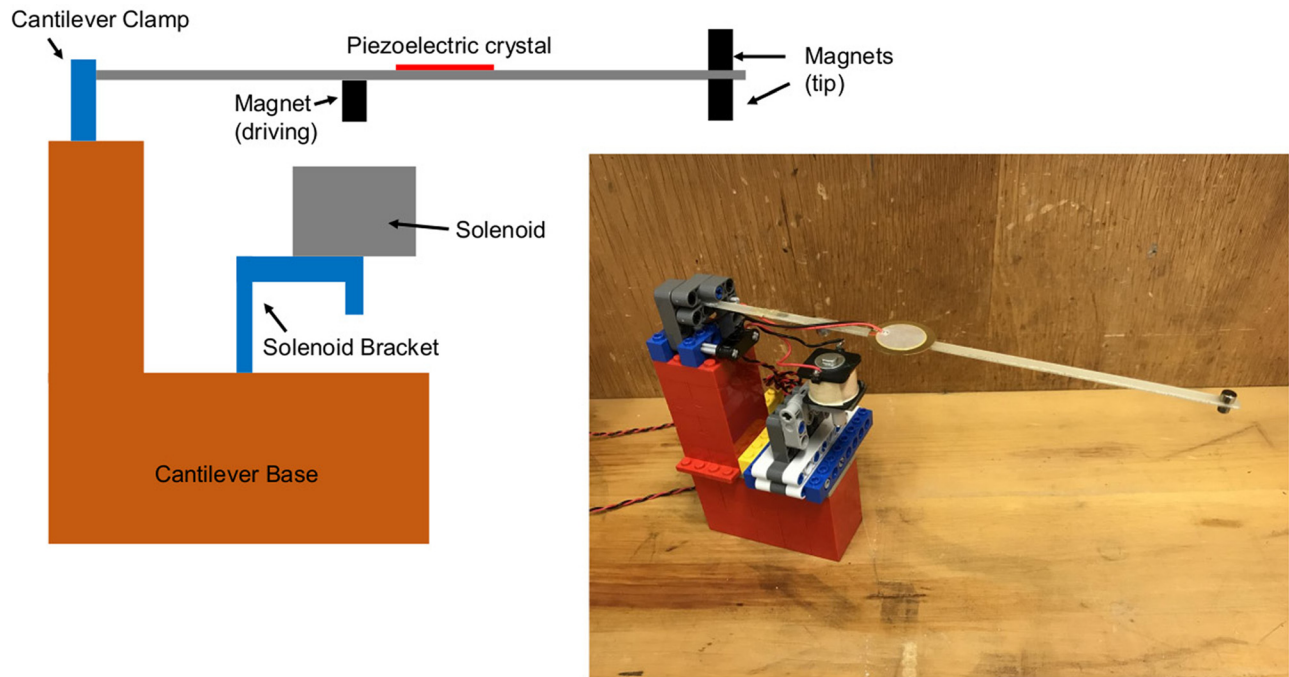 Cantilever Clamp
Piezoelectric crystal
Magnets
(tip)
Magnet
(driving)
Solenoid
Solenoid Bracket
Cantilever Base